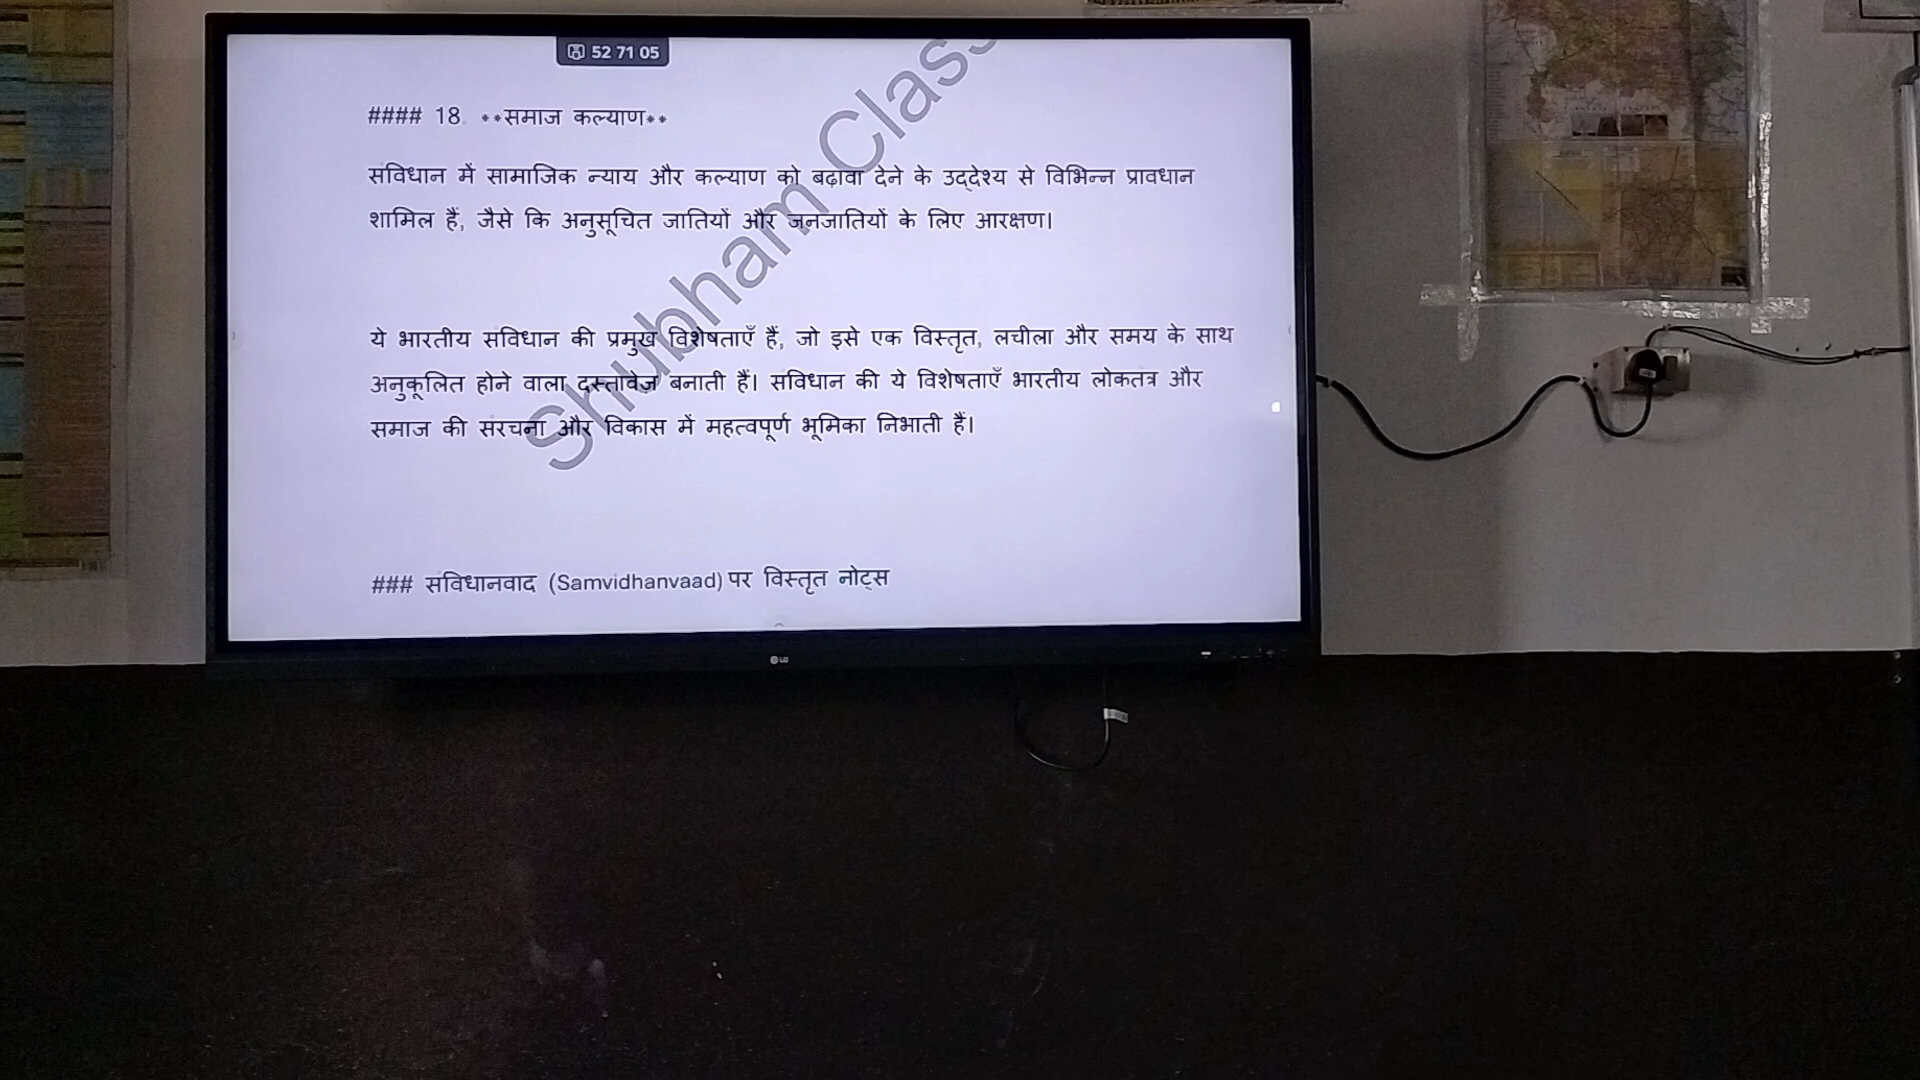 52 71 05
#### 18. **समाज कल्याण**
संविधान में सामाजिक न्याय और कल्याण को बढ़ावा देने के उद्देश्य से विभिन्न प्रावधान
शामिल हैं, जैसे कि अनुसूचित जातियों और जनजातियों के लिए आरक्षण।
ये भारतीय संविधान की प्रमुख विशेषताएँ हैं, जो इसे एक विस्तृत, लचीला और समय के साथ
अनुकूलित होने वाला दस्तावेज़ बनाती हैं। संविधान की ये विशेषताएँ भारतीय लोकतंत्र और
समाज की संरचना और विकास में महत्वपूर्ण भूमिका निभाती हैं।
### संविधानवाद (Samvidhanvaad) पर विस्तृत नोट्स
Shubham Class
LG